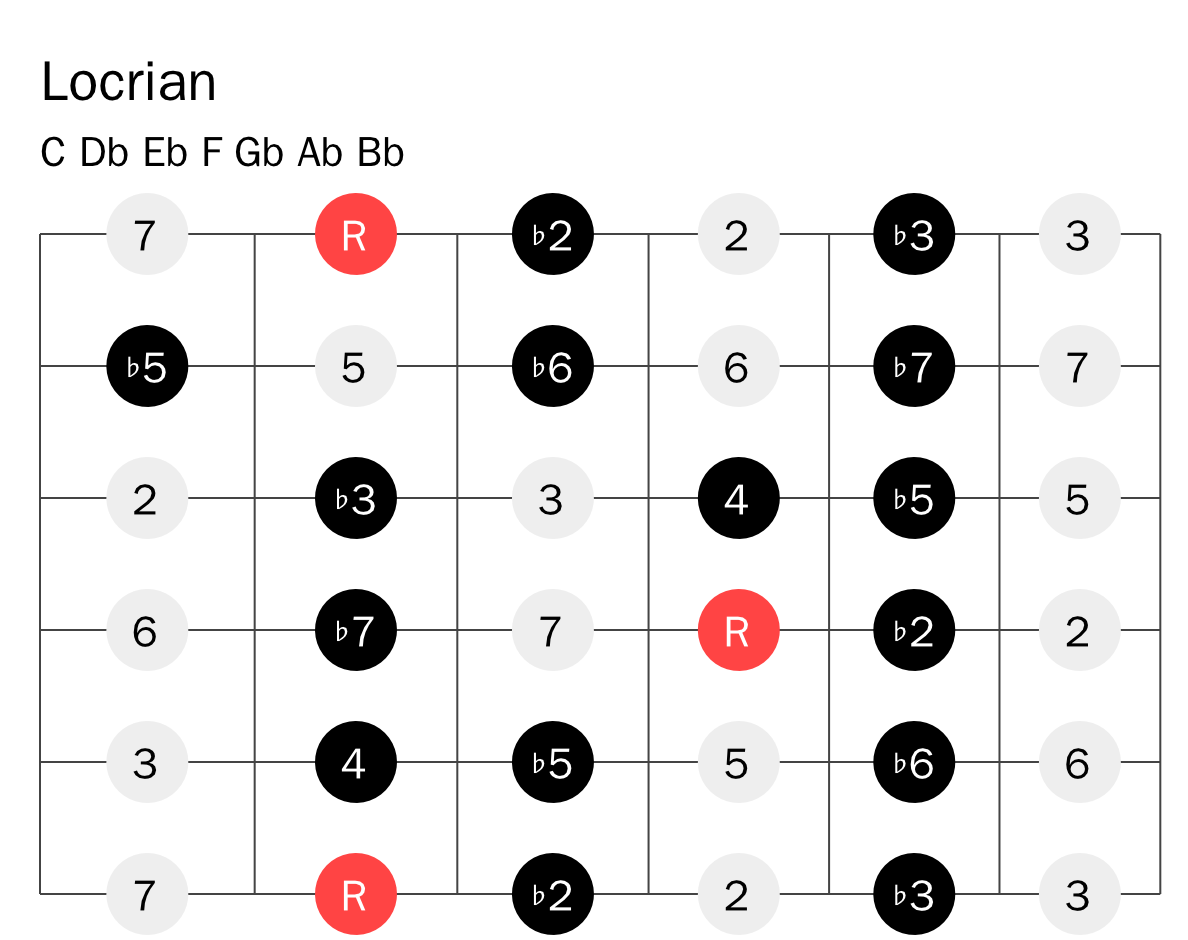 Locrian
C Db Eb F Gb Ab Bb
7 R ♭2 2 ♭3 3
♭5 5 ♭6 6 ♭7 7
2 ♭3 3 4 ♭5 5
6 ♭7 7 R ♭2 2
3 4 ♭5 5 ♭6 6
7 R ♭2 2 ♭3 3